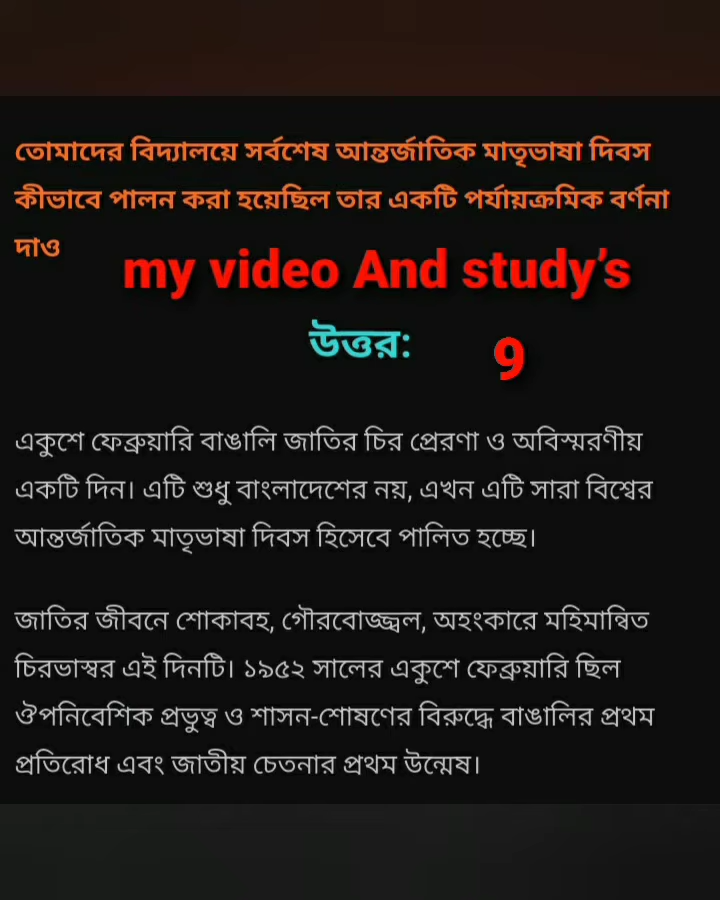 তোমাদের বিদ্যালয়ে সর্বশেষ আন্তর্জাতিক মাতৃভাষা দিবস
কীভাবে পালন করা হয়েছিল তার একটি পর্যায়ক্রমিক বর্ণনা
দাও
my video And study's
উত্তর:
9
একুশে ফেব্রুয়ারি বাঙালি জাতির চির প্রেরণা ও অবিস্মরণীয়
একটি দিন। এটি শুধু বাংলাদেশের নয়, এখন এটি সারা বিশ্বের
আন্তর্জাতিক মাতৃভাষা দিবস হিসেবে পালিত হচ্ছে।
জাতির জীবনে শোকাবহ, গৌরবোজ্জ্বল, অহংকারে মহিমান্বিত
চিরভাস্বর এই দিনটি। ১৯৫২ সালের একুশে ফেব্রুয়ারি ছিল
ঔপনিবেশিক প্রভুত্ব ও শাসন-শোষণের বিরুদ্ধে বাঙালির প্রথম
প্রতিরোধ এবং জাতীয় চেতনার প্রথম উন্মেষ।